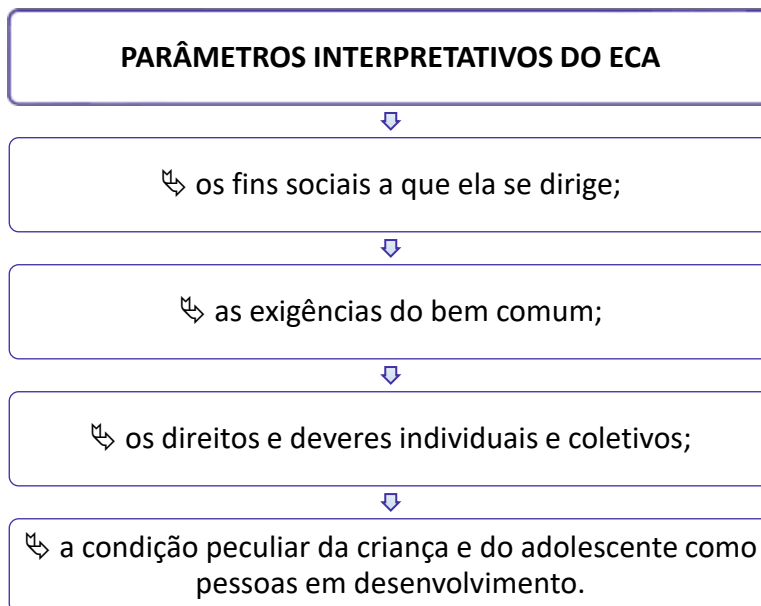 PARÂMETROS INTERPRETATIVOS DO ECA
os fins sociais a que ela se dirige;
as exigências do bem comum;
os direitos e deveres individuais e coletivos;
a condição peculiar da criança e do adolescente como
pessoas em desenvolvimento.